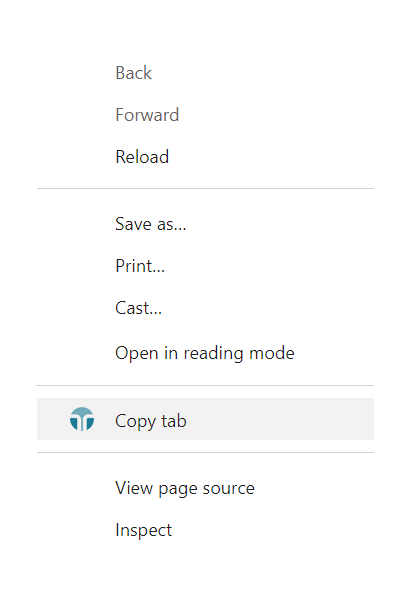 Back
Forward
Reload
Save as...
Print...
Cast...
Open in reading mode
Copy tab
View page source
Inspect